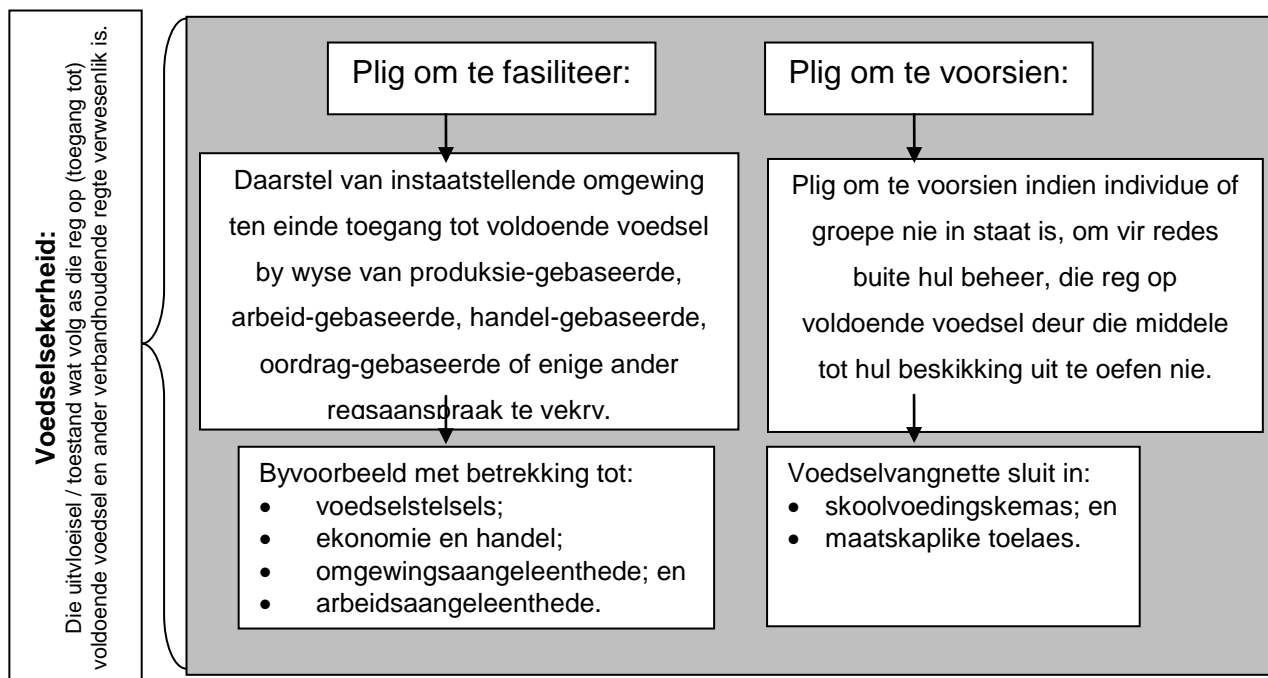 Voedselsekerheid:
Die uitvloeisel / toestand wat volg as die reg op (toegang tot)
voldoende voedsel en ander verbandhoudende regte verwesenlik is.
Plig om te fasiliteer:
Daarstel van instaatstellende omgewing
ten einde toegang tot voldoende voedsel
by wyse van produksie-gebaseerde,
arbeid-gebaseerde, handel-gebaseerde,
oordrag-gebaseerde of enige ander
regsaanspraak te vekry.
Byvoorbeeld met betrekking tot:
• voedselstelsels;
• ekonomie en handel;
• omgewingsaangeleenthede; en
• arbeidsaangeleenthede.
Plig om te voorsien:
Plig om te voorsien indien individue of
groepe nie in staat is, om vir redes
buite hul beheer, die reg op
voldoende voedsel deur die middele
tot hul beskikking uit te oefen nie.
Voedselvangnette sluit in:
• skoolvoedingskemas; en
• maatskaplike toelaes.